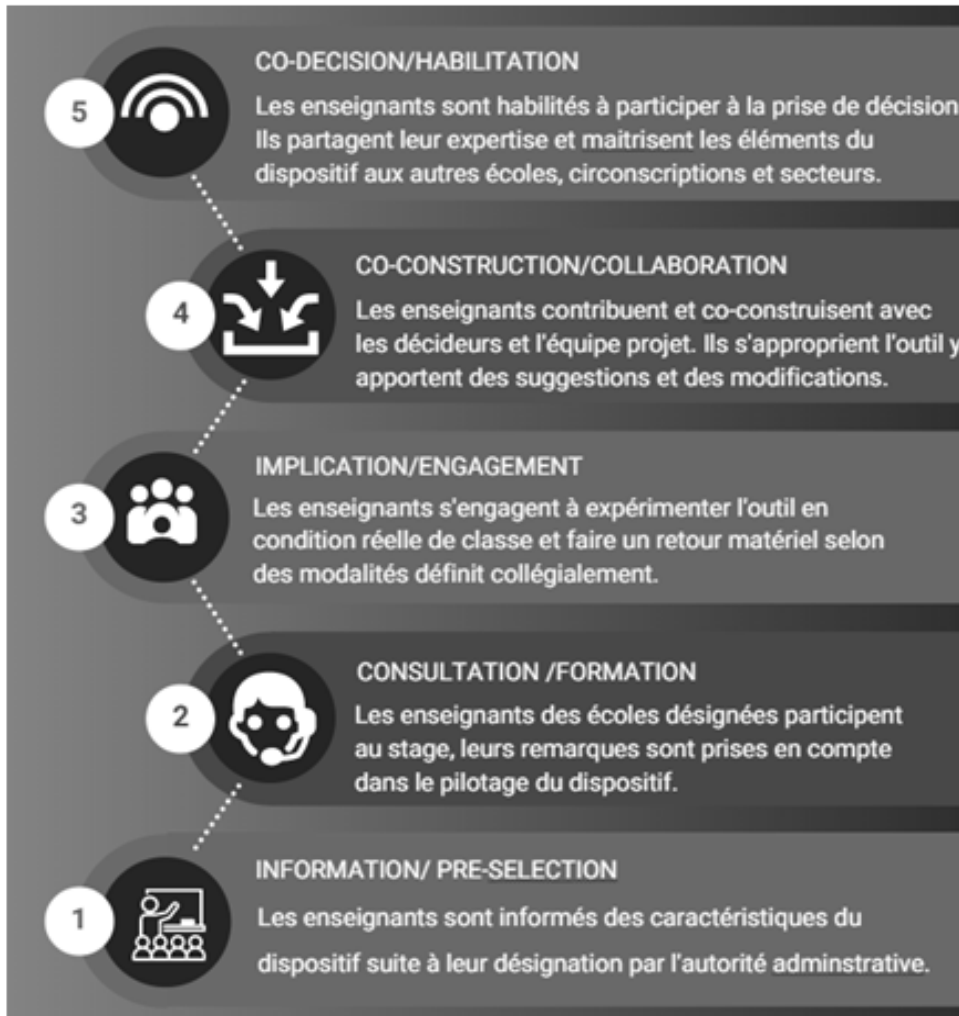 5
CO-DECISION/HABILITATION
Les enseignants sont habilités à participer à la prise de décision
Ils partagent leur expertise et maitrisent les éléments du
dispositif aux autres écoles, circonscriptions et secteurs.
4
CO-CONSTRUCTION/COLLABORATION
Les enseignants contribuent et co-construisent avec
les décideurs et l'équipe projet. Ils s'approprient l'outil y
apportent des suggestions et des modifications.
3
IMPLICATION/ENGAGEMENT
Les enseignants s'engagent à expérimenter l'outil en
condition réelle de classe et faire un retour matériel selon
des modalités définit collégialement.
2
CONSULTATION /FORMATION
Les enseignants des écoles désignées participent
au stage, leurs remarques sont prises en compte
dans le pilotage du dispositif.
1
INFORMATION/ PRE-SELECTION
Les enseignants sont informés des caractéristiques du
dispositif suite à leur désignation par l'autorité adminstrative.